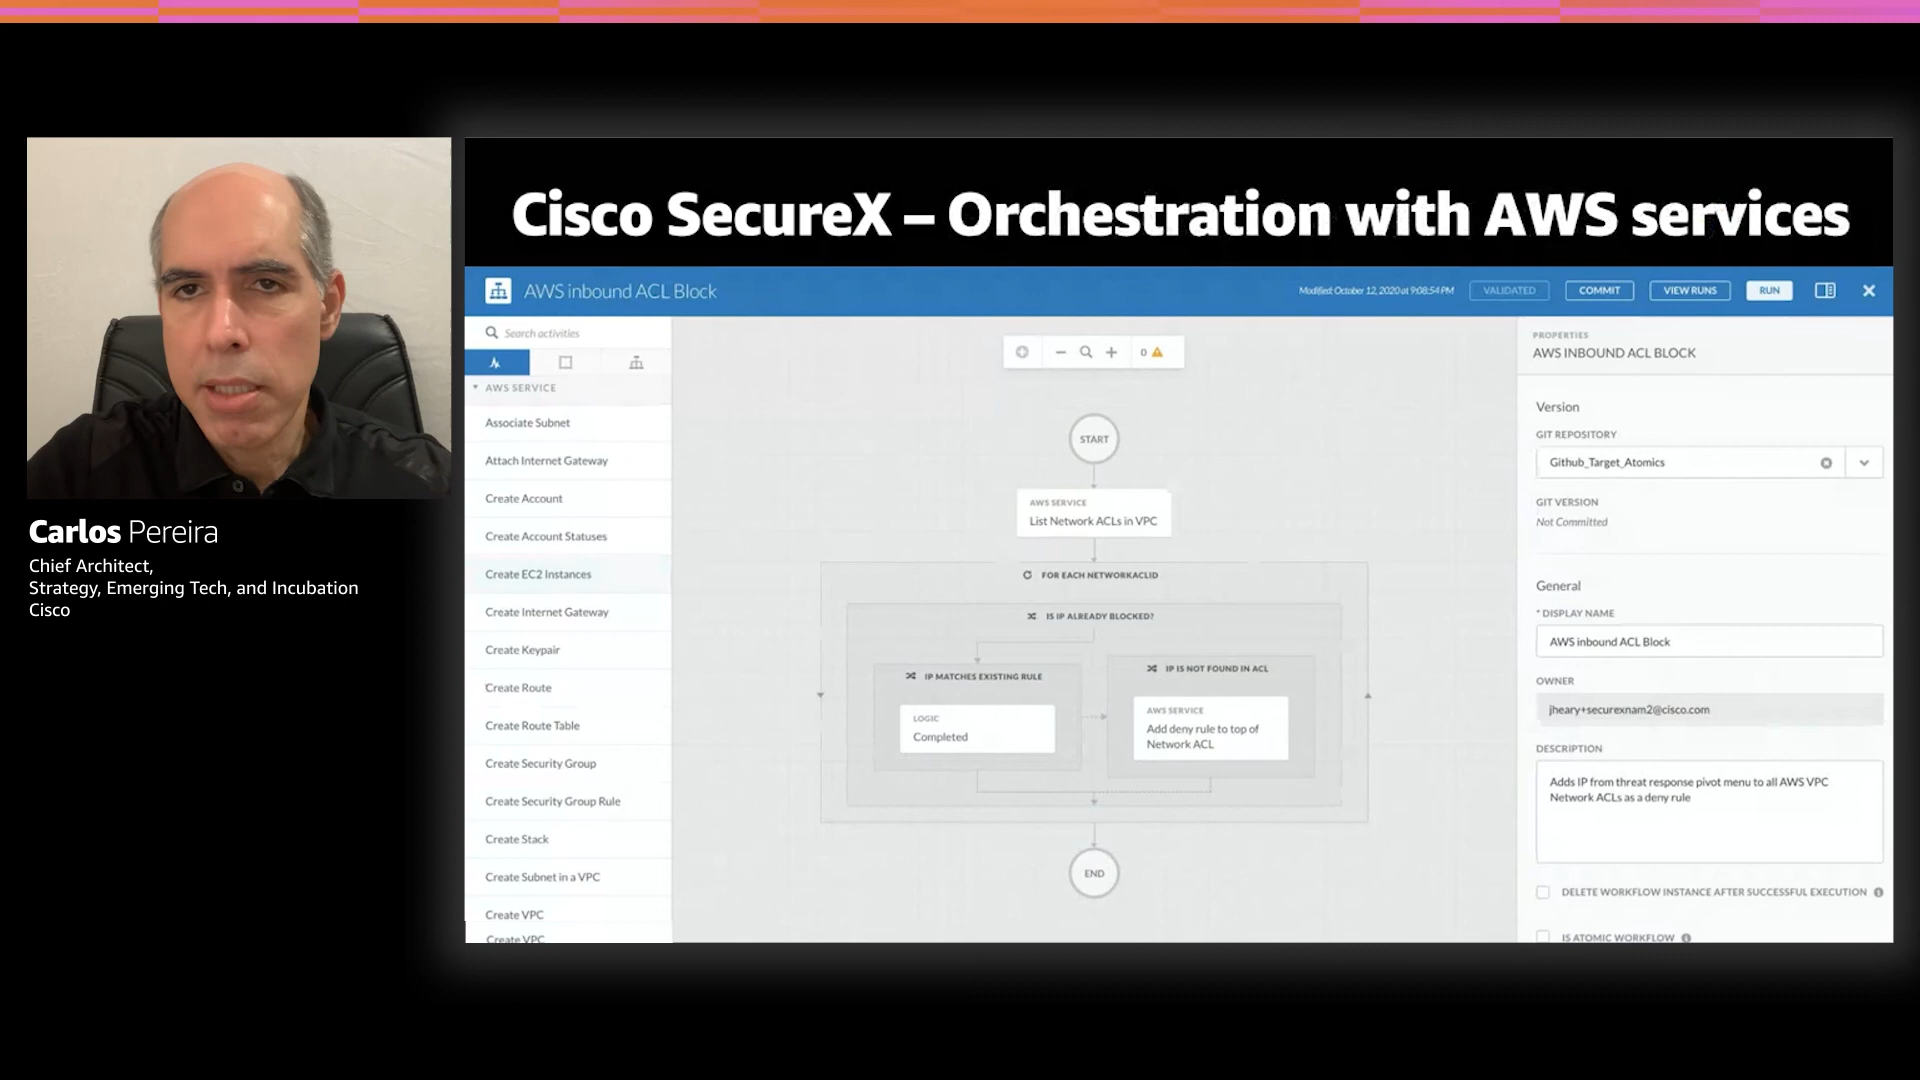 Cisco SecureX – Orchestration with AWS services
AWS inbound ACL Block
Modified: October 12, 2020 at 9:08:54 PM
VALIDATED
COMMIT
VIEW RUNS
RUN
Search activities
AWS SERVICE
Associate Subnet
Attach Internet Gateway
Create Account
Create Account Statuses
Create EC2 Instances
Create Internet Gateway
Create Keypair
Create Route
Create Route Table
Create Security Group
Create Security Group Rule
Create Stack
Create Subnet in a VPC
Create VPC
Create VPC
0
START
AWS SERVICE
List Network ACLs in VPC
FOR EACH NETWORKACLID
IS IP ALREADY BLOCKED?
IP MATCHES EXISTING RULE
LOGIC
Completed
IP IS NOT FOUND IN ACL
AWS SERVICE
Add deny rule to top of
Network ACL
END
PROPERTIES
AWS INBOUND ACL BLOCK
Version
GIT REPOSITORY
Github_Target_Atomics
GIT VERSION
Not Committed
General
* DISPLAY NAME
AWS inbound ACL Block
OWNER
jheary+securexnam2@cisco.com
DESCRIPTION
Adds IP from threat response pivot menu to all AWS VPC
Network ACLs as a deny rule
DELETE WORKFLOW INSTANCE AFTER SUCCESSFUL EXECUTION
IS ATOMIC WORKFLOW
Carlos Pereira
Chief Architect,
Strategy, Emerging Tech, and Incubation
Cisco